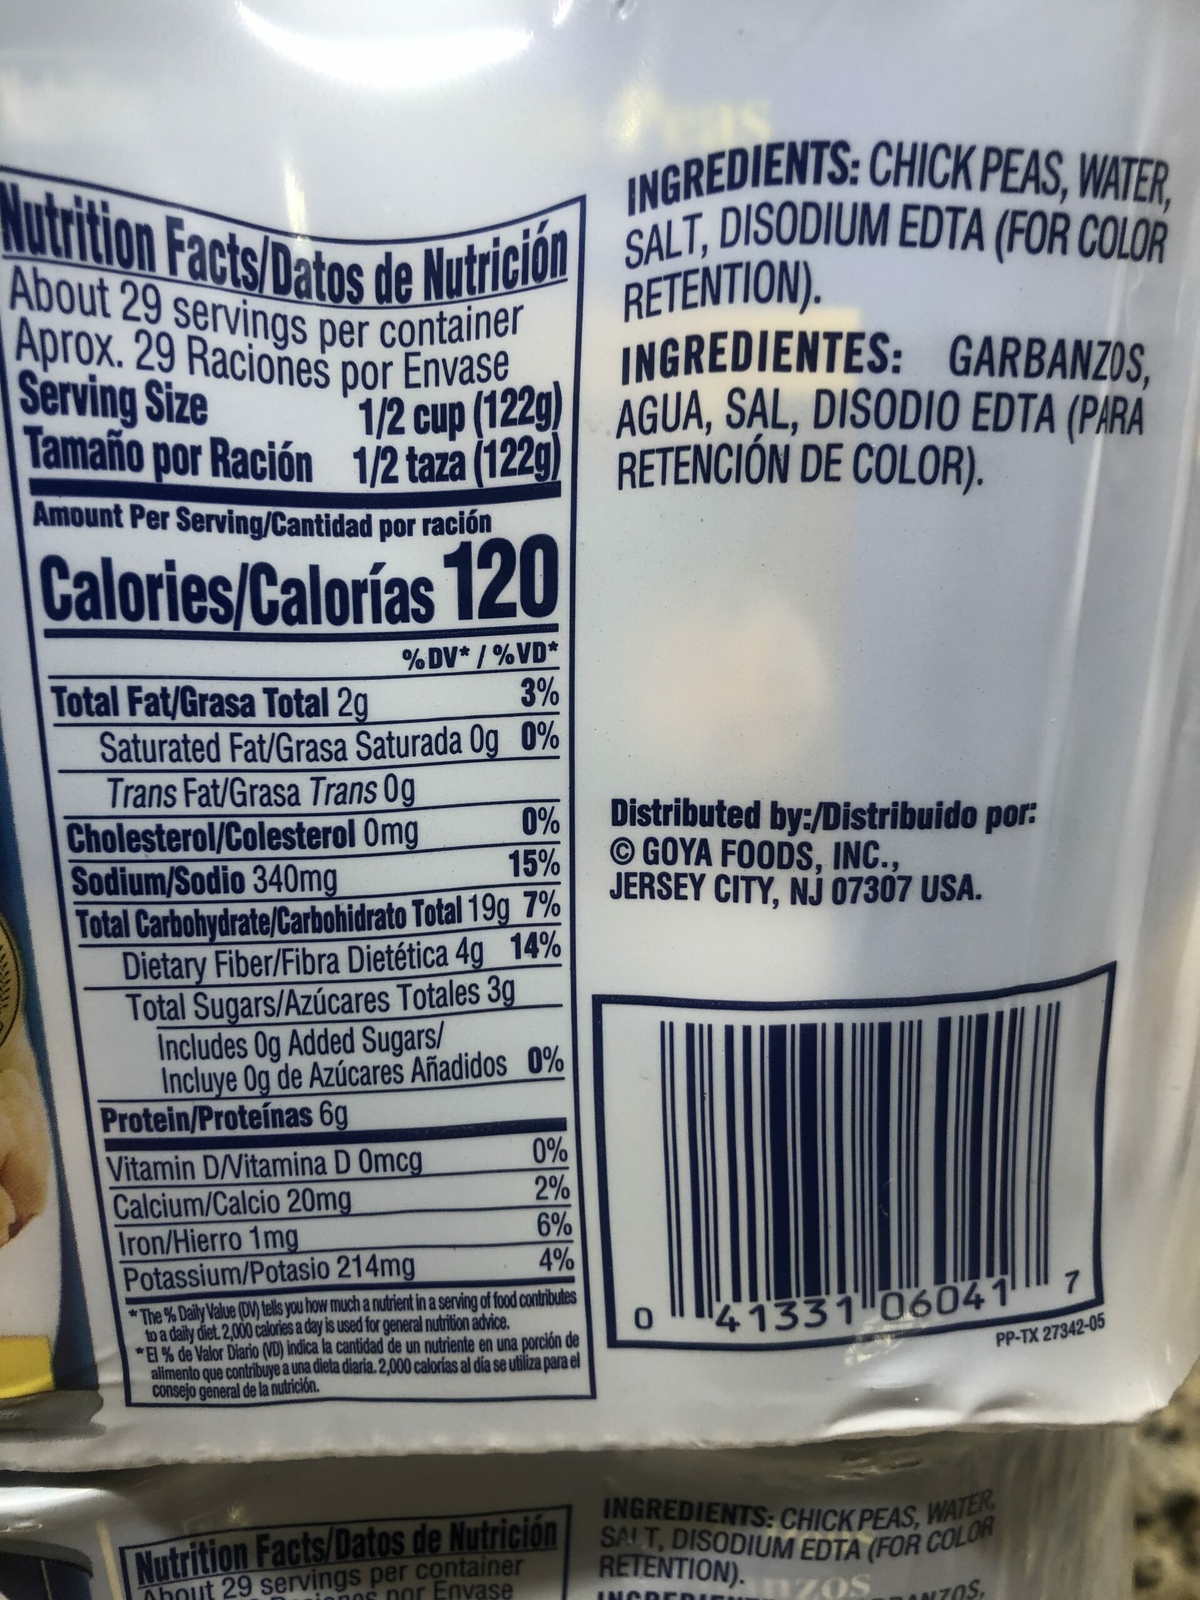 Peas
Nutrition Facts/Datos de Nutrición
About 29 servings per container
Aprox. 29 Raciones por Envase
Serving Size 1/2 cup (122g)
Tamaño por Ración 1/2 taza (122g)
Amount Per Serving/Cantidad por ración
Calories/Calorías 120
% DV* / %VD*
Total Fat/Grasa Total 2g 3%
Saturated Fat/Grasa Saturada 0g 0%
Trans Fat/Grasa Trans 0g
Cholesterol/Colesterol 0mg 0%
Sodium/Sodio 340mg 15%
Total Carbohydrate/Carbohidrato Total 19g 7%
Dietary Fiber/Fibra Dietética 4g 14%
Total Sugars/Azúcares Totales 3g
Includes 0g Added Sugars/
Incluye 0g de Azúcares Añadidos 0%
Protein/Proteínas 6g
Vitamin D/Vitamina D 0mcg 0%
Calcium/Calcio 20mg 2%
Iron/Hierro 1mg 6%
Potassium/Potasio 214mg 4%
* The % Daily Value (DV) tells you how much a nutrient in a serving of food contributes
to a daily diet. 2,000 calories a day is used for general nutrition advice.
* El % de Valor Diario (VD) indica la cantidad de un nutriente en una porción de
alimento que contribuye a una dieta diaria. 2,000 calorías al día se utiliza para el
consejo general de la nutrición.
INGREDIENTS: CHICK PEAS, WATER,
SALT, DISODIUM EDTA (FOR COLOR
RETENTION).
INGREDIENTES: GARBANZOS,
AGUA, SAL, DISODIO EDTA (PARA
RETENCIÓN DE COLOR).
Distributed by:/Distribuido por:
© GOYA FOODS, INC.,
JERSEY CITY, NJ 07307 USA.
0 41331 06041 7
PP-TX 27342-05
Nutrition Facts/Datos de Nutrición
About 29 servings per container
por Envase
INGREDIENTS: CHICK PEAS, WATER,
SALT, DISODIUM EDTA (FOR COLOR
RETENTION).